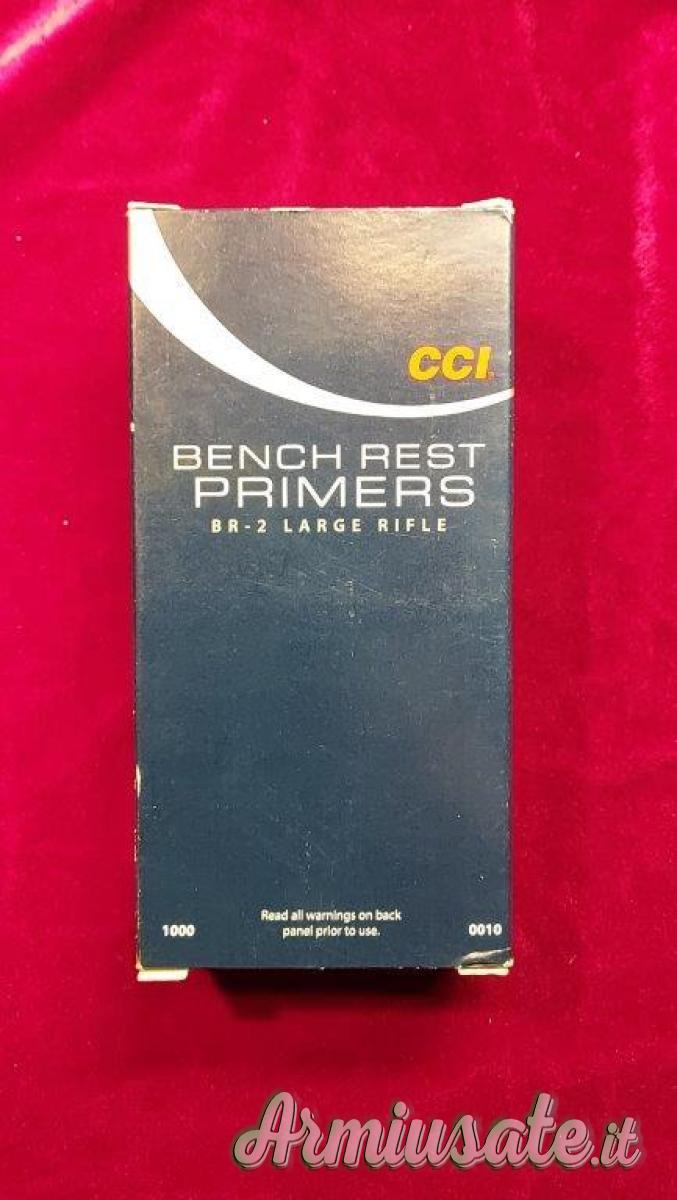 CCI
BENCH REST
PRIMERS
BR-2 LARGE RIFLE
Read all warnings on back
panel prior to use.
1000
0010
Armiusate.it